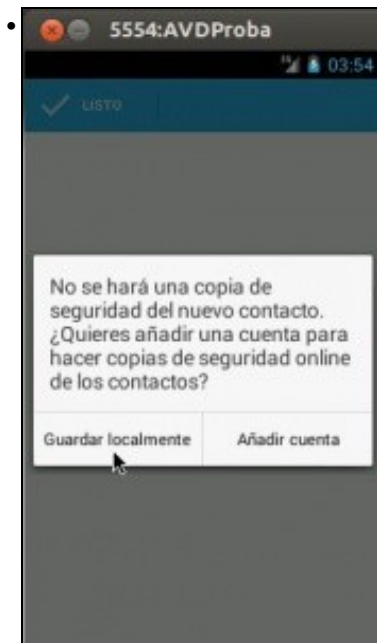 5554:AVDProba
03:54
LISTO
No se hará una copia de
seguridad del nuevo contacto.
¿Quieres añadir una cuenta para
hacer copias de seguridad online
de los contactos?
Guardar localmente Añadir cuenta